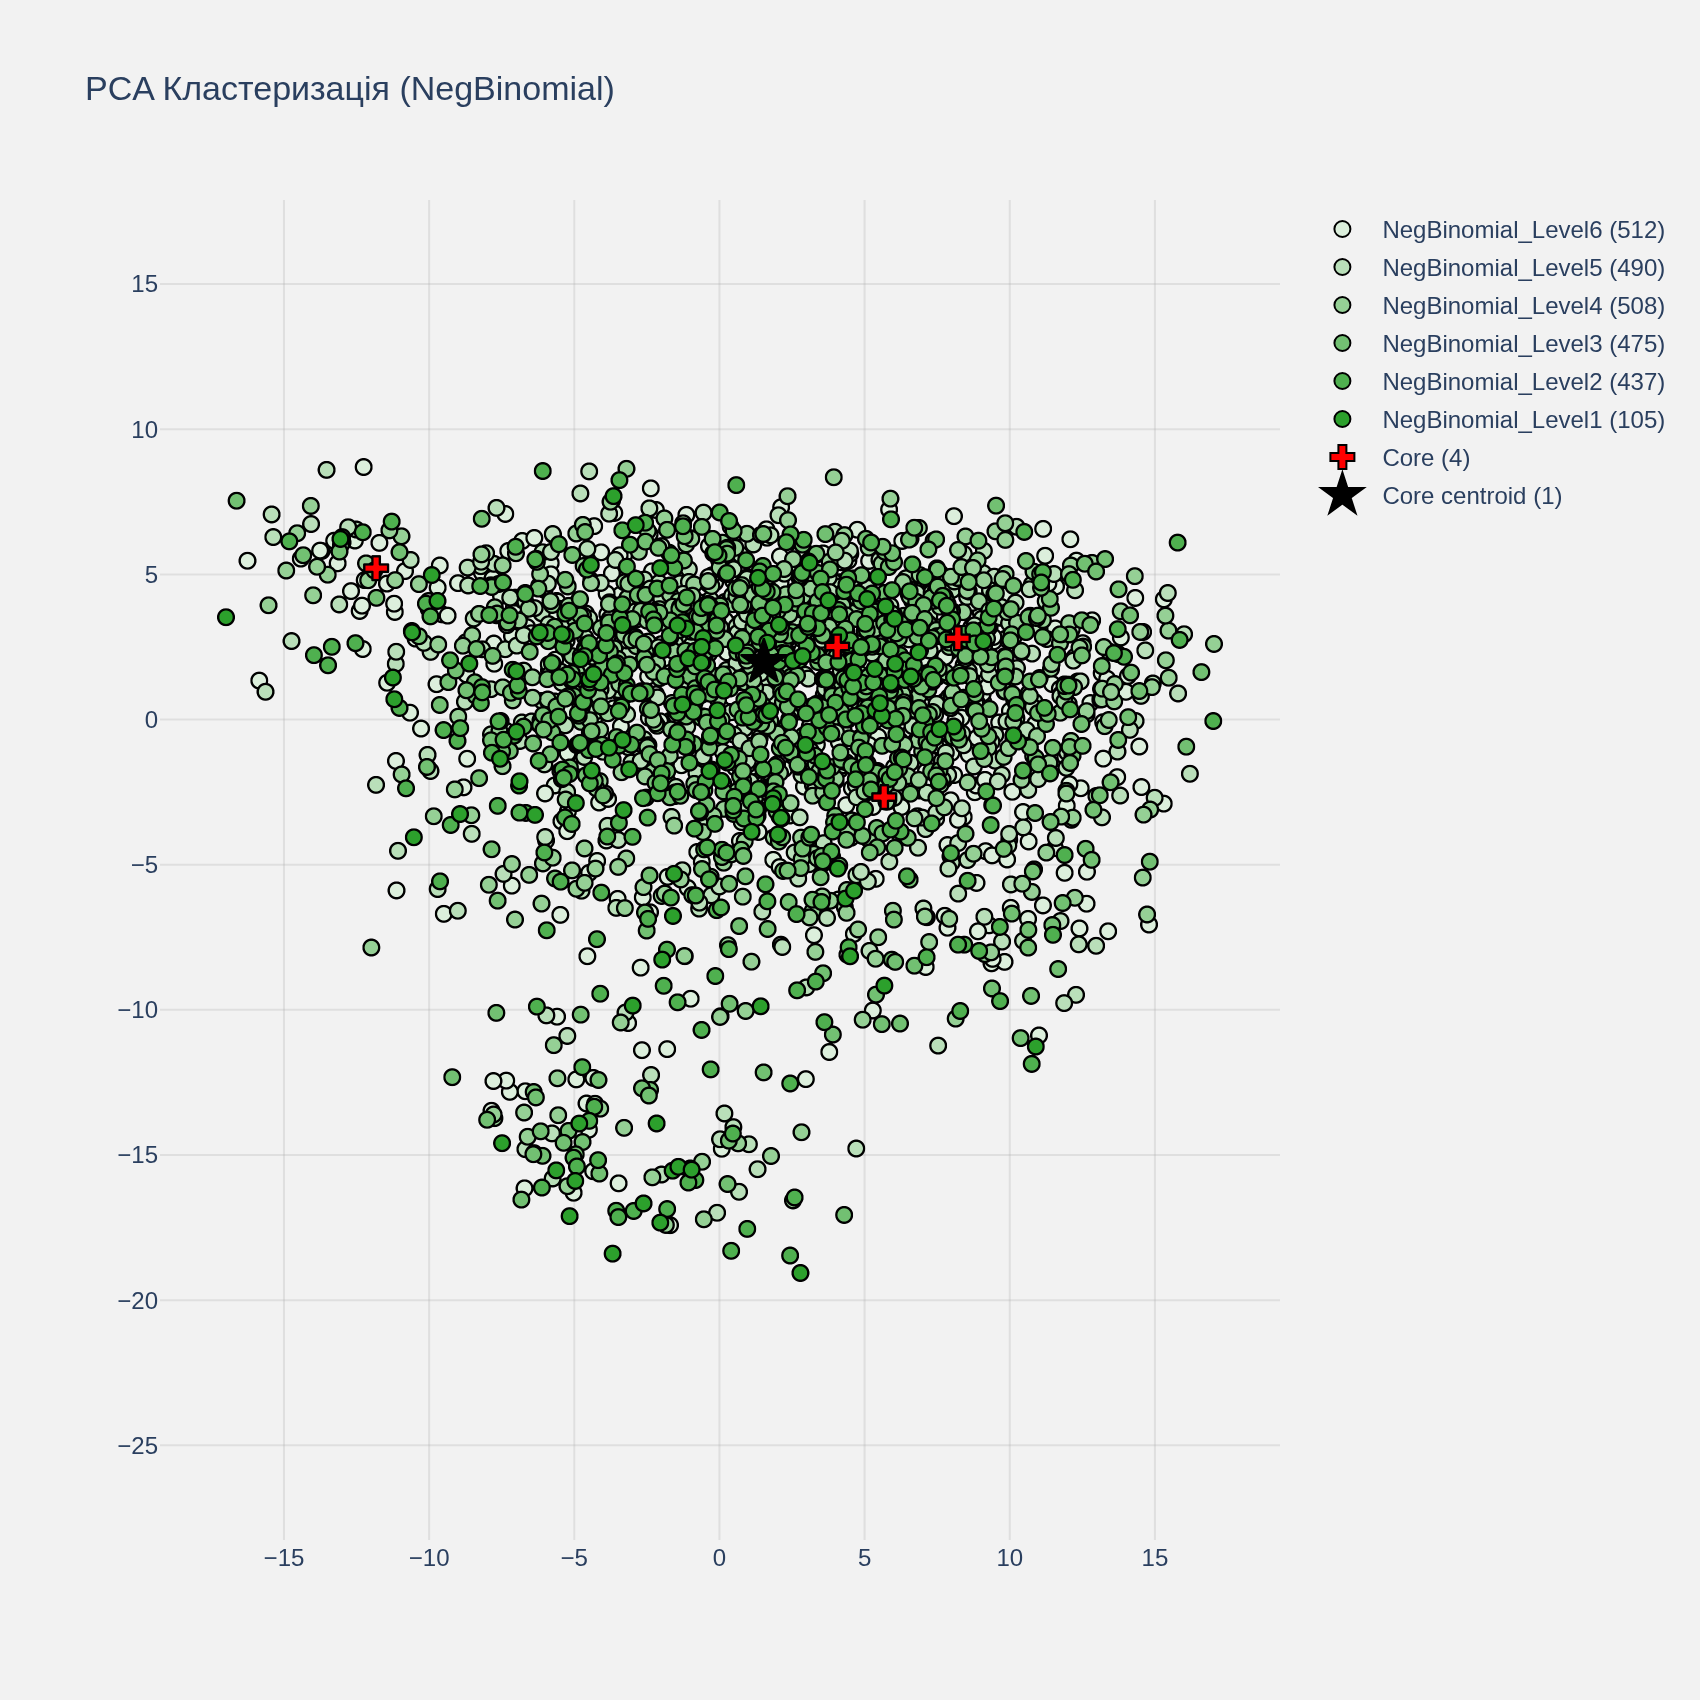 PCA Кластеризація (NegBinomial)
NegBinomial_Level6 (512)
NegBinomial_Level5 (490)
NegBinomial_Level4 (508)
NegBinomial_Level3 (475)
NegBinomial_Level2 (437)
NegBinomial_Level1 (105)
Core (4)
Core centroid (1)
15
10
5
0
−5
−10
−15
−20
−25
−15 −10 −5 0 5 10 15